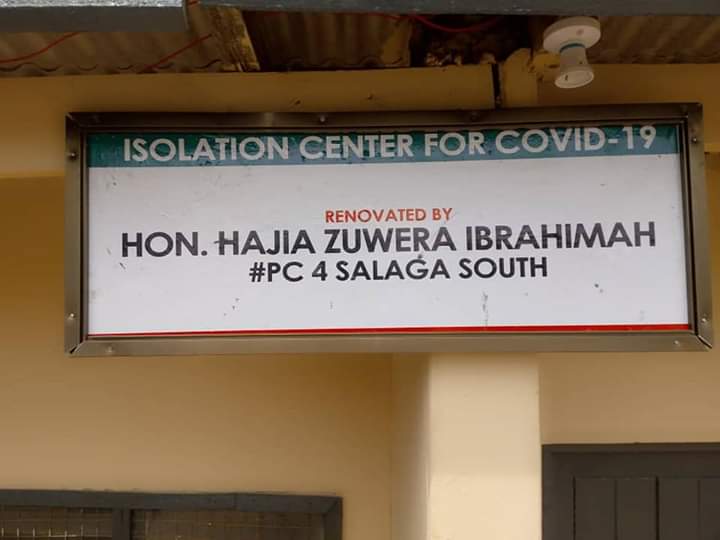 ISOLATION CENTER FOR COVID-19
RENOVATED BY
HON. HAJIA ZUWERA IBRAHIMAH
#PC 4 SALAGA SOUTH